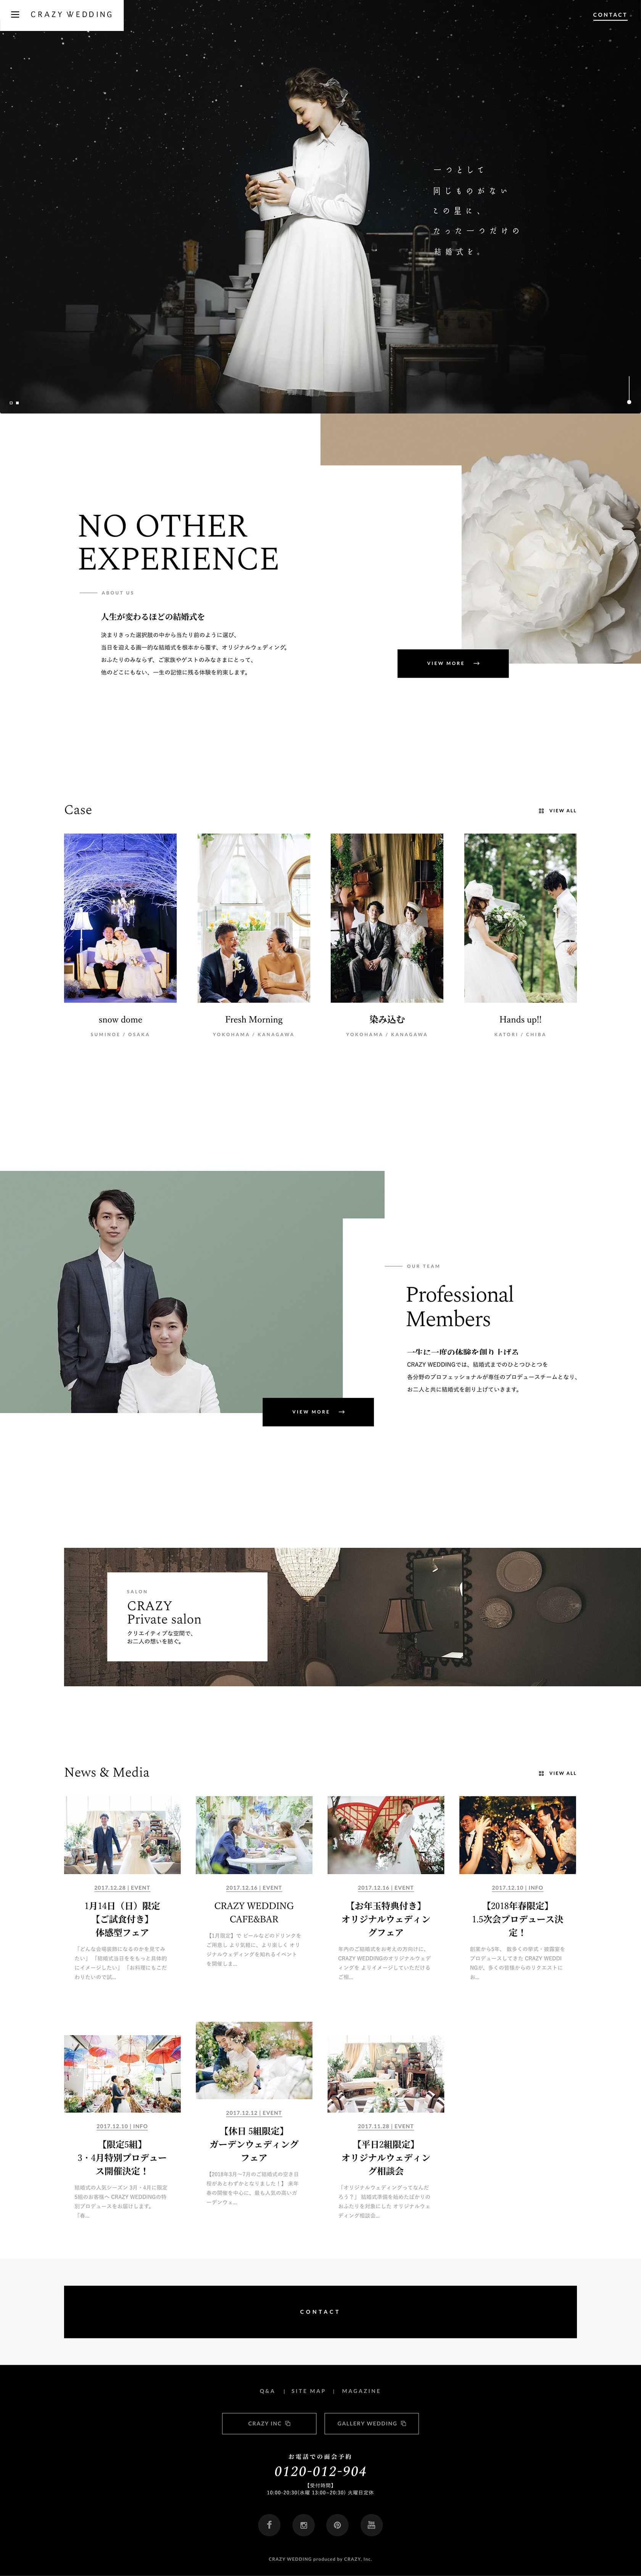 CRAZY WEDDING
CONTACT
一つとして
同じものがない
この星に、
たった一つだけの
結婚式を。
NO OTHER
EXPERIENCE
ABOUT US
人生が変わるほどの結婚式を
決まりきった選択肢の中から当たり前のように選び、
当日を迎える画一的な結婚式を根本から覆す、オリジナルウェディング。
おふたりのみならず、ご家族やゲストのみなさまにとって、
他のどこにもない、一生の記憶に残る体験を約束します。
VIEW MORE
Case
VIEW ALL
snow dome
SUMINOE / OSAKA
Fresh Morning
YOKOHAMA / KANAGAWA
染み込む
YOKOHAMA / KANAGAWA
Hands up!!
KATORI / CHIBA
OUR TEAM
Professional
Members
一生に一度の体験を創り上げる
CRAZY WEDDINGでは、結婚式までのひとつひとつを
各分野のプロフェッショナルが専任のプロデュースチームとなり、
お二人と共に結婚式を創り上げていきます。
VIEW MORE
SALON
CRAZY
Private salon
クリエイティブな空間で、
お二人の想いを紡ぐ。
News & Media
VIEW ALL
2017.12.28 | EVENT
1月14日（日）限定
【ご試食付き】
体感型フェア
「どんな会場装飾になるのかを見てみ
たい」「結婚式当日をもっと具体的
にイメージしたい」「お料理にもこだ
わりたいので試...
2017.12.16 | EVENT
CRAZY WEDDING
CAFE&BAR
【1月限定】で ビールなどのドリンクを
ご用意し より気軽に、より楽しく オリ
ジナルウェディングを知れるイベント
を開催しま...
2017.12.16 | EVENT
【お年玉特典付き】
オリジナルウェディン
グフェア
年内のご結婚式をお考えの方向けに、
CRAZY WEDDINGのオリジナルウェデ
ィングを よりイメージしていただける
ご相...
2017.12.10 | INFO
【2018年春限定】
1.5次会プロデュース決
定！
創業から5年、 数多くの挙式・披露宴を
プロデュースしてきた CRAZY WEDDI
NGが、多くの皆様からのリクエストに
お...
2017.12.10 | INFO
【限定5組】
3・4月特別プロデュー
ス開催決定！
結婚式の人気シーズン 3月・4月に限定
5組のお客様へ CRAZY WEDDINGの特
別プロデュースをお届けします。
「春...
2017.12.12 | EVENT
【休日 5組限定】
ガーデンウェディング
フェア
【2018年3月〜7月のご結婚式の空き日
程があとわずかとなりました！】 来年
春の開催を中心に、最も人気の高いガ
ーデンウェ...
2017.11.28 | EVENT
【平日2組限定】
オリジナルウェディン
グ相談会
「オリジナルウェディングってなんだ
ろう？」 結婚式準備を始めたばかりの
おふたりを対象にした オリジナルウェ
ディング相談会...
CONTACT
Q&A | SITE MAP | MAGAZINE
CRAZY INC
GALLERY WEDDING
お電話での面会予約
0120-012-904
【受付時間】
10:00-20:30(水曜 13:00~20:30) 火曜日定休
CRAZY WEDDING produced by CRAZY, Inc.